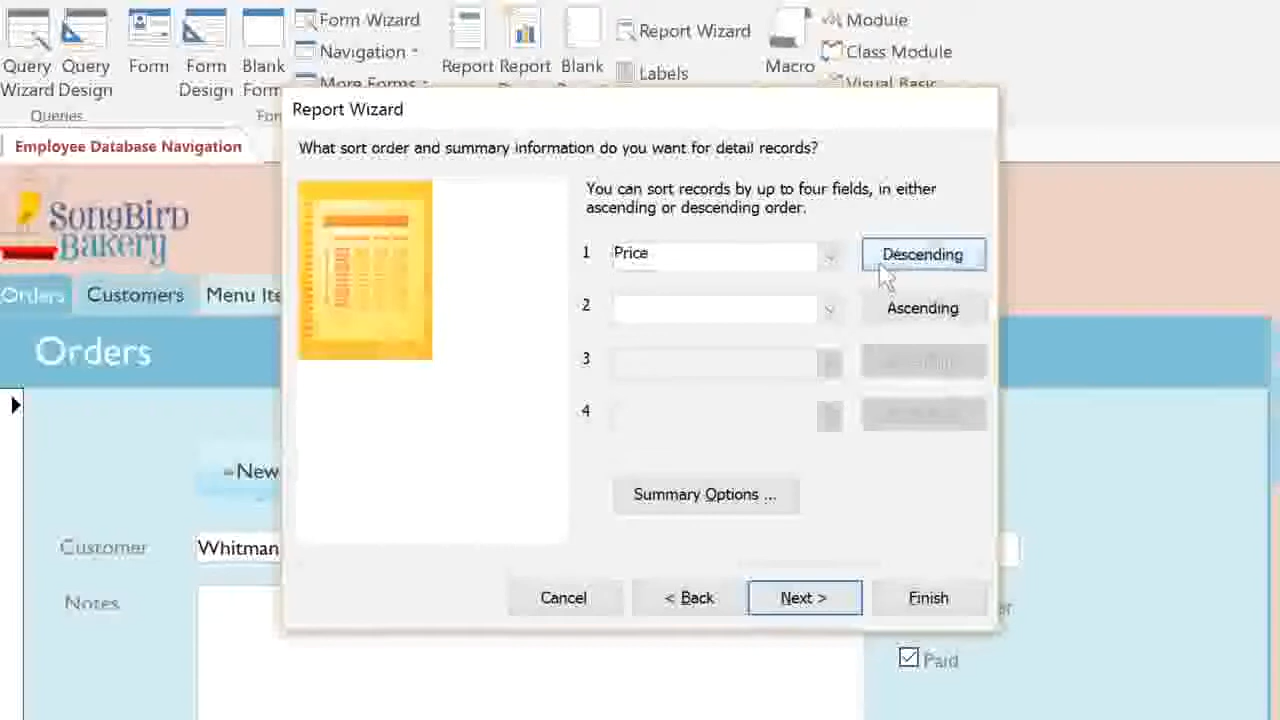 Form Wizard
Module
Report Wizard
Navigation
Class Module
Query Query Form Form Blank
Report Report Blank
Macro
Labels
More Forms
Visual Basic
Wizard Design Design Form
Queries
Report Wizard
Employee Database Navigation
What sort order and summary information do you want for detail records?
You can sort records by up to four fields, in either
ascending or descending order.
SongBird
Bakery
1 Price Descending
Orders Customers Menu Ite
2 Ascending
Orders
3
4
«New
Summary Options ...
Customer Whitman
Cancel < Back Next > Finish
Notes
Paid